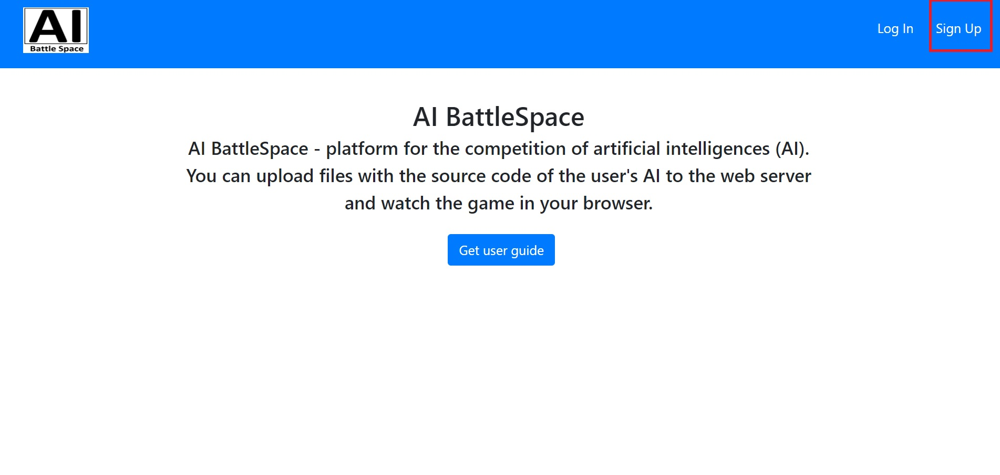 AI
Battle Space
Log In
Sign Up
AI BattleSpace
AI BattleSpace - platform for the competition of artificial intelligences (AI).
You can upload files with the source code of the user's AI to the web server
and watch the game in your browser.
Get user guide